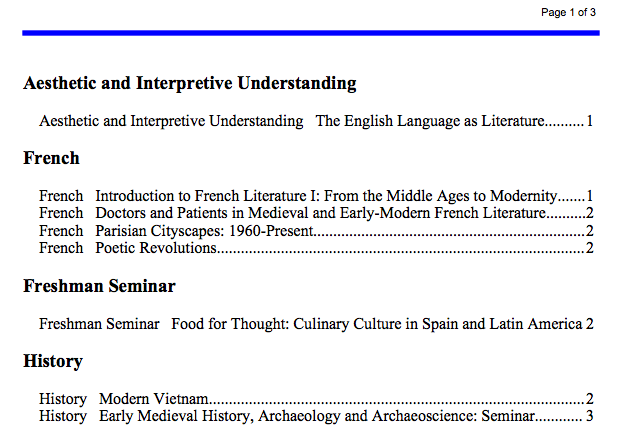 Page 1 of 3
Aesthetic and Interpretive Understanding
Aesthetic and Interpretive Understanding The English Language as Literature..........1
French
French Introduction to French Literature I: From the Middle Ages to Modernity.......1
French Doctors and Patients in Medieval and Early-Modern French Literature..........2
French Parisian Cityscapes: 1960-Present....................................................................2
French Poetic Revolutions............................................................................................2
Freshman Seminar
Freshman Seminar Food for Thought: Culinary Culture in Spain and Latin America 2
History
History Modern Vietnam..............................................................................................2
History Early Medieval History, Archaeology and Archaeoscience: Seminar............ 3